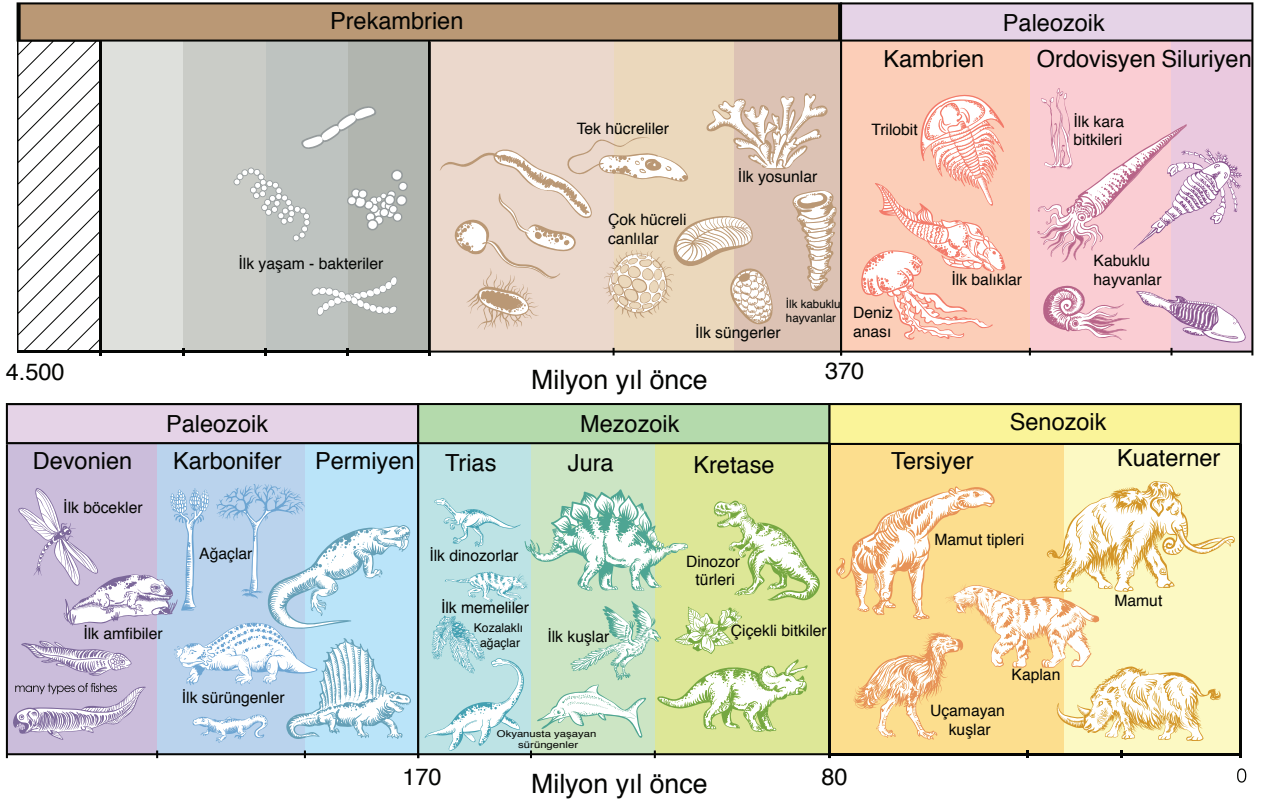 Prekambrien
Paleozoik
Kambrien
Ordovisyen
Siluriyen
İlk yaşam - bakteriler
Tek hücreliler
Çok hücreli
canlılar
İlk yosunlar
İlk süngerler
İlk kabuklu
hayvanlar
Trilobit
İlk balıklar
Deniz
anası
İlk kara
bitkileri
Kabuklu
hayvanlar
4.500
Milyon yıl önce
370
Paleozoik
Mezozoik
Senozoik
Devonien
Karbonifer
Permiyen
Trias
Jura
Kretase
Tersiyer
Kuaterner
İlk böcekler
İlk amfibiler
many types of fishes
Ağaçlar
İlk sürüngenler
İlk dinozorlar
İlk memeliler
Kozalaklı
ağaçlar
İlk kuşlar
Okyanusta yaşayan
sürüngenler
Dinozor
türleri
Çiçekli bitkiler
Mamut tipleri
Kaplan
Uçamayan
kuşlar
Mamut
170
Milyon yıl önce
80
0